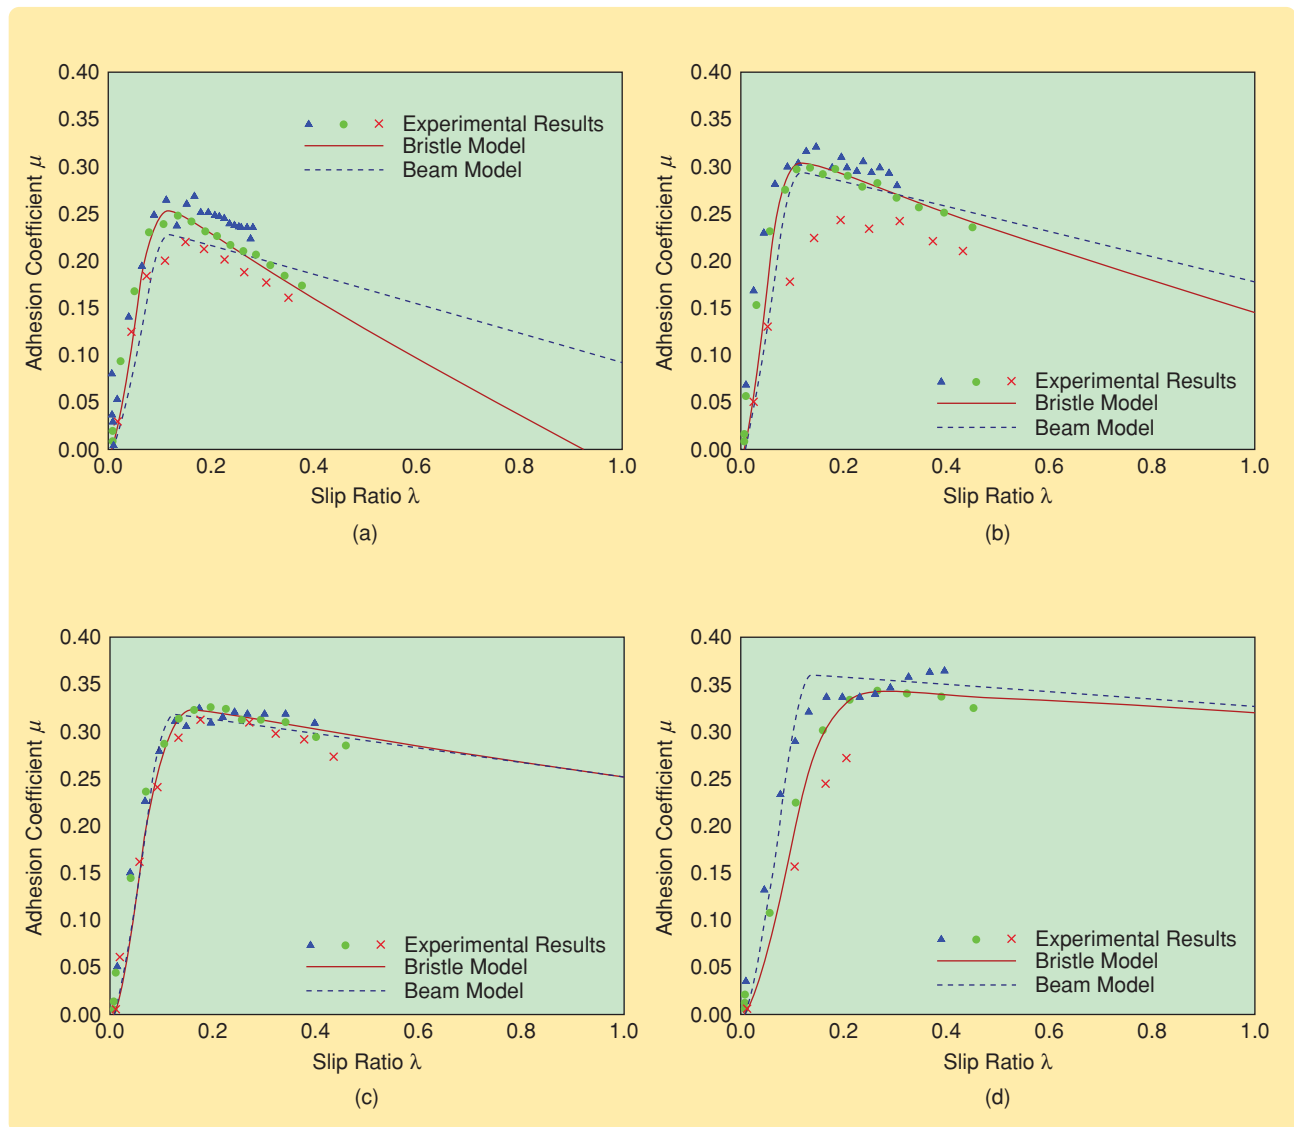 0.40
0.35
0.30
0.25
0.20
0.15
0.10
0.05
0.00
Adhesion Coefficient μ
Experimental Results
Bristle Model
Beam Model
0.0 0.2 0.4 0.6 0.8 1.0
Slip Ratio λ
(a)
0.40
0.35
0.30
0.25
0.20
0.15
0.10
0.05
0.00
Adhesion Coefficient μ
Experimental Results
Bristle Model
Beam Model
0.0 0.2 0.4 0.6 0.8 1.0
Slip Ratio λ
(b)
0.40
0.35
0.30
0.25
0.20
0.15
0.10
0.05
0.00
Adhesion Coefficient μ
Experimental Results
Bristle Model
Beam Model
0.0 0.2 0.4 0.6 0.8 1.0
Slip Ratio λ
(c)
0.40
0.35
0.30
0.25
0.20
0.15
0.10
0.05
0.00
Adhesion Coefficient μ
Experimental Results
Bristle Model
Beam Model
0.0 0.2 0.4 0.6 0.8 1.0
Slip Ratio λ
(d)